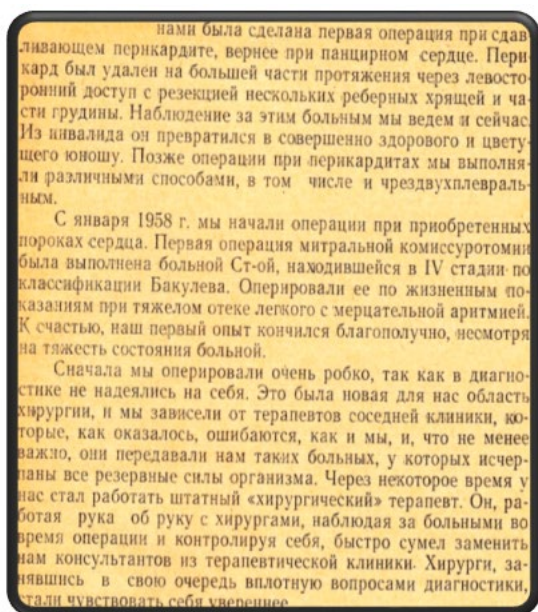 нами была сделана первая операция при сдав-
ливающем перикардите, вернее при панцирном сердце. Пери-
кард был удален на большей части протяжения через левосто-
ронний доступ с резекцией нескольких реберных хрящей и ча-
сти грудины. Наблюдение за этим больным мы ведем и сейчас.
Из инвалида он превратился в совершенно здорового и цвету-
щего юношу. Позже операции при перикардитах мы выполня-
ли различными способами, в том числе и чрездвухплевраль-
ным.
С января 1958 г. мы начали операции при приобретенных
пороках сердца. Первая операция митральной комиссуротомии
была выполнена больной Ст-ой, находившейся в IV стадии по
классификации Бакулева. Оперировали ее по жизненным по-
казаниям при тяжелом отеке легкого с мерцательной аритмией.
К счастью, наш первый опыт кончился благополучно, несмотря
на тяжесть состояния больной.
Сначала мы оперировали очень робко, так как в диагно-
стике не надеялись на себя. Это была новая для нас область
хирургии, и мы зависели от терапевтов соседней клиники, ко-
торые, как оказалось, ошибаются, как и мы, и, что не менее
важно, они передавали нам таких больных, у которых исчер-
паны все резервные силы организма. Через некоторое время у
нас стал работать штатный «хирургический» терапевт. Он, ра-
ботая рука об руку с хирургами, наблюдая за больными во
время операции и контролируя себя, быстро сумел заменить
нам консультантов из терапевтической клиники. Хирурги, за-
нявшись в свою очередь вплотную вопросами диагностики,
стали чувствовать себя увереннее